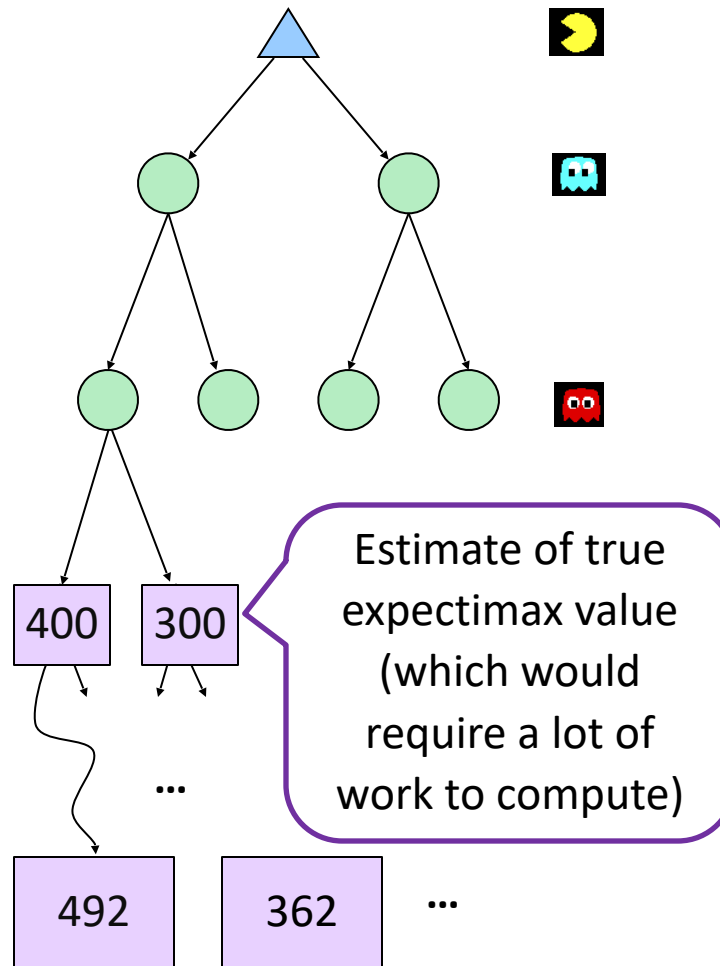 400
300
Estimate of true
expectimax value
(which would
require a lot of
work to compute)
...
492
362
...